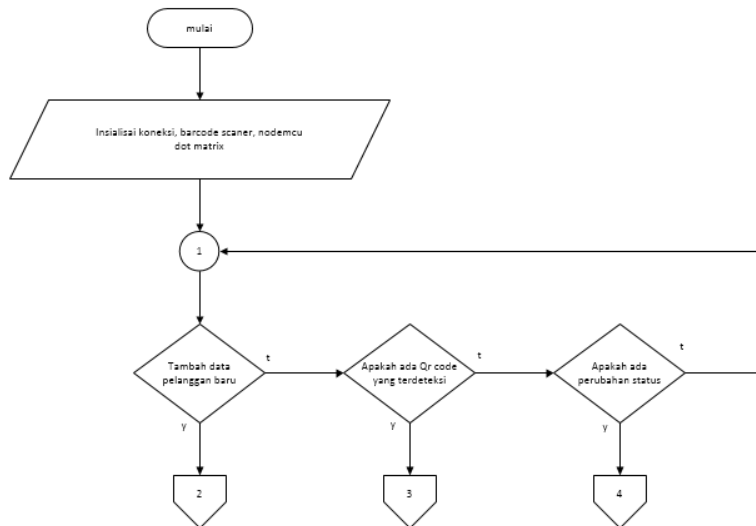 mulai
Insialisai koneksi, barcode scaner, nodemcu
dot matrix
1
Tambah data
pelanggan baru
t
y
Apakah ada Qr code
yang terdeteksi
t
y
Apakah ada
perubahan status
t
y
2
3
4